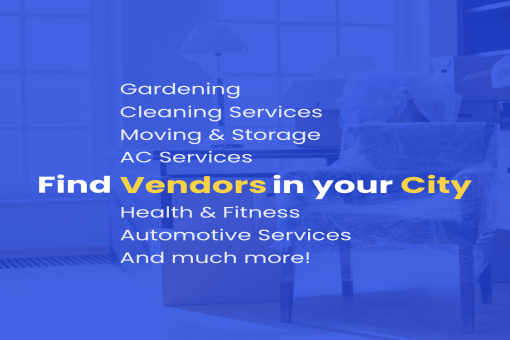 Gardening
Cleaning Services
Moving & Storage
AC Services
Find Vendors in your City
Health & Fitness
Automotive Services
And much more!